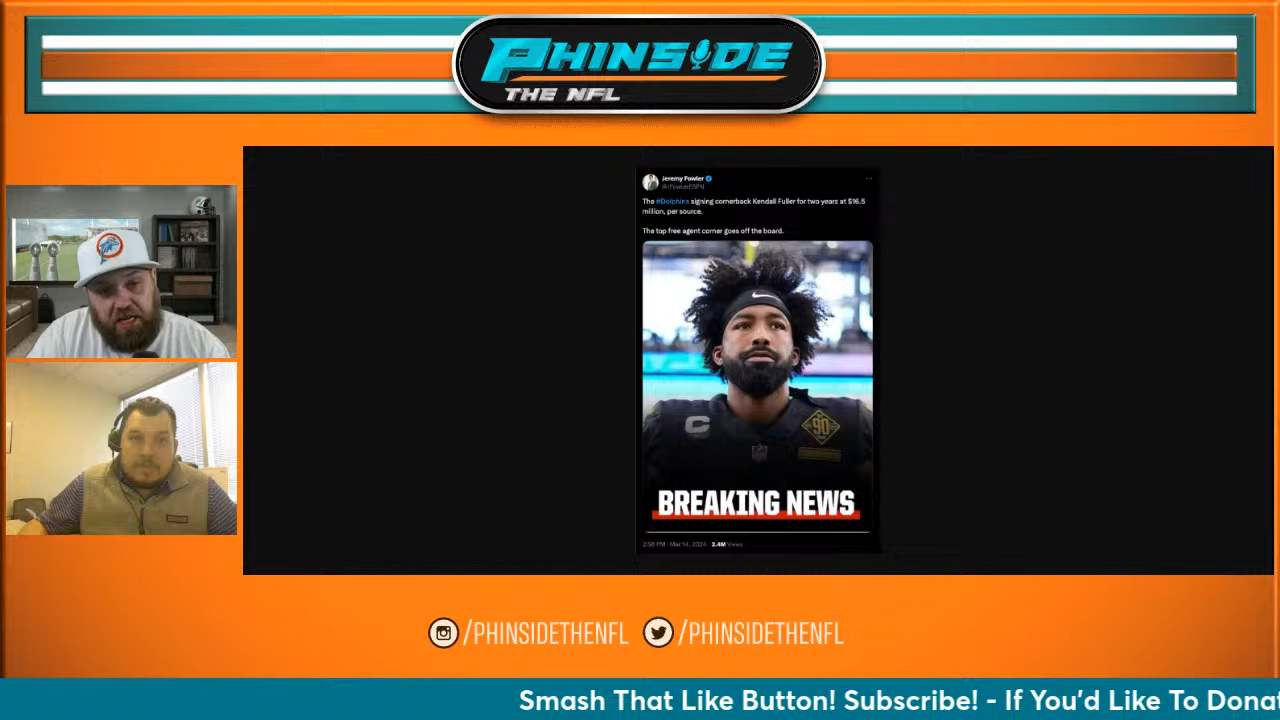 PHINSIDE
THE NFL
Jeremy Fowler
@JFowlerESPN
The #Dolphins signing cornerback Kendall Fuller for two years at $16.5
million, per source.
The top free agent corner goes off the board.
C
90
BREAKING NEWS
2:56 PM · Mar 14, 2024 · 2.4M Views
/PHINSIDETHENFL /PHINSIDETHENFL
Smash That Like Button! Subscribe! - If You'd Like To Dona